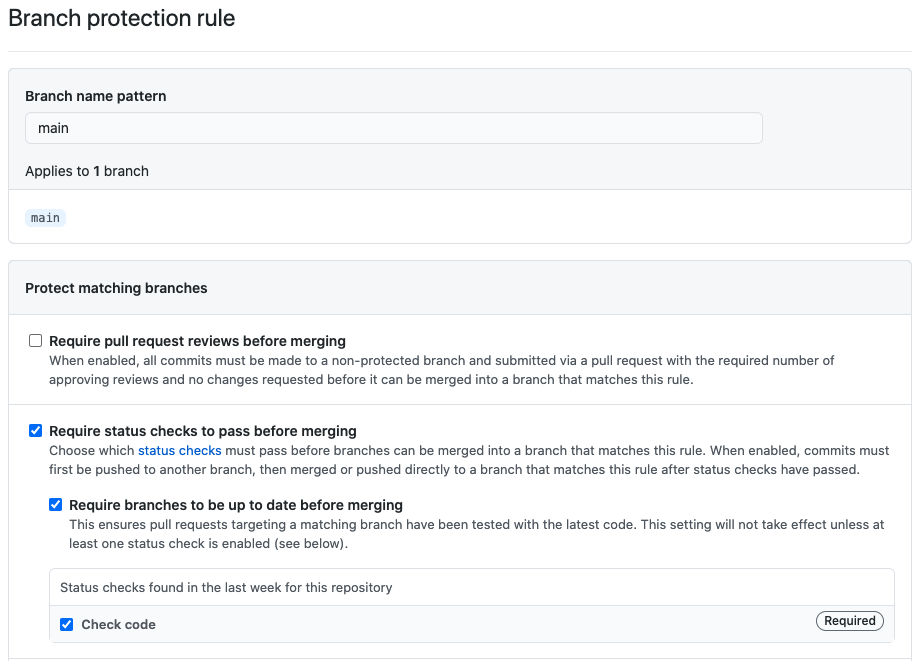 Branch protection rule
Branch name pattern
main
Applies to 1 branch
main
Protect matching branches
Require pull request reviews before merging
When enabled, all commits must be made to a non-protected branch and submitted via a pull request with the required number of
approving reviews and no changes requested before it can be merged into a branch that matches this rule.
Require status checks to pass before merging
Choose which status checks must pass before branches can be merged into a branch that matches this rule. When enabled, commits must
first be pushed to another branch, then merged or pushed directly to a branch that matches this rule after status checks have passed.
Require branches to be up to date before merging
This ensures pull requests targeting a matching branch have been tested with the latest code. This setting will not take effect unless at
least one status check is enabled (see below).
Status checks found in the last week for this repository
Check code Required